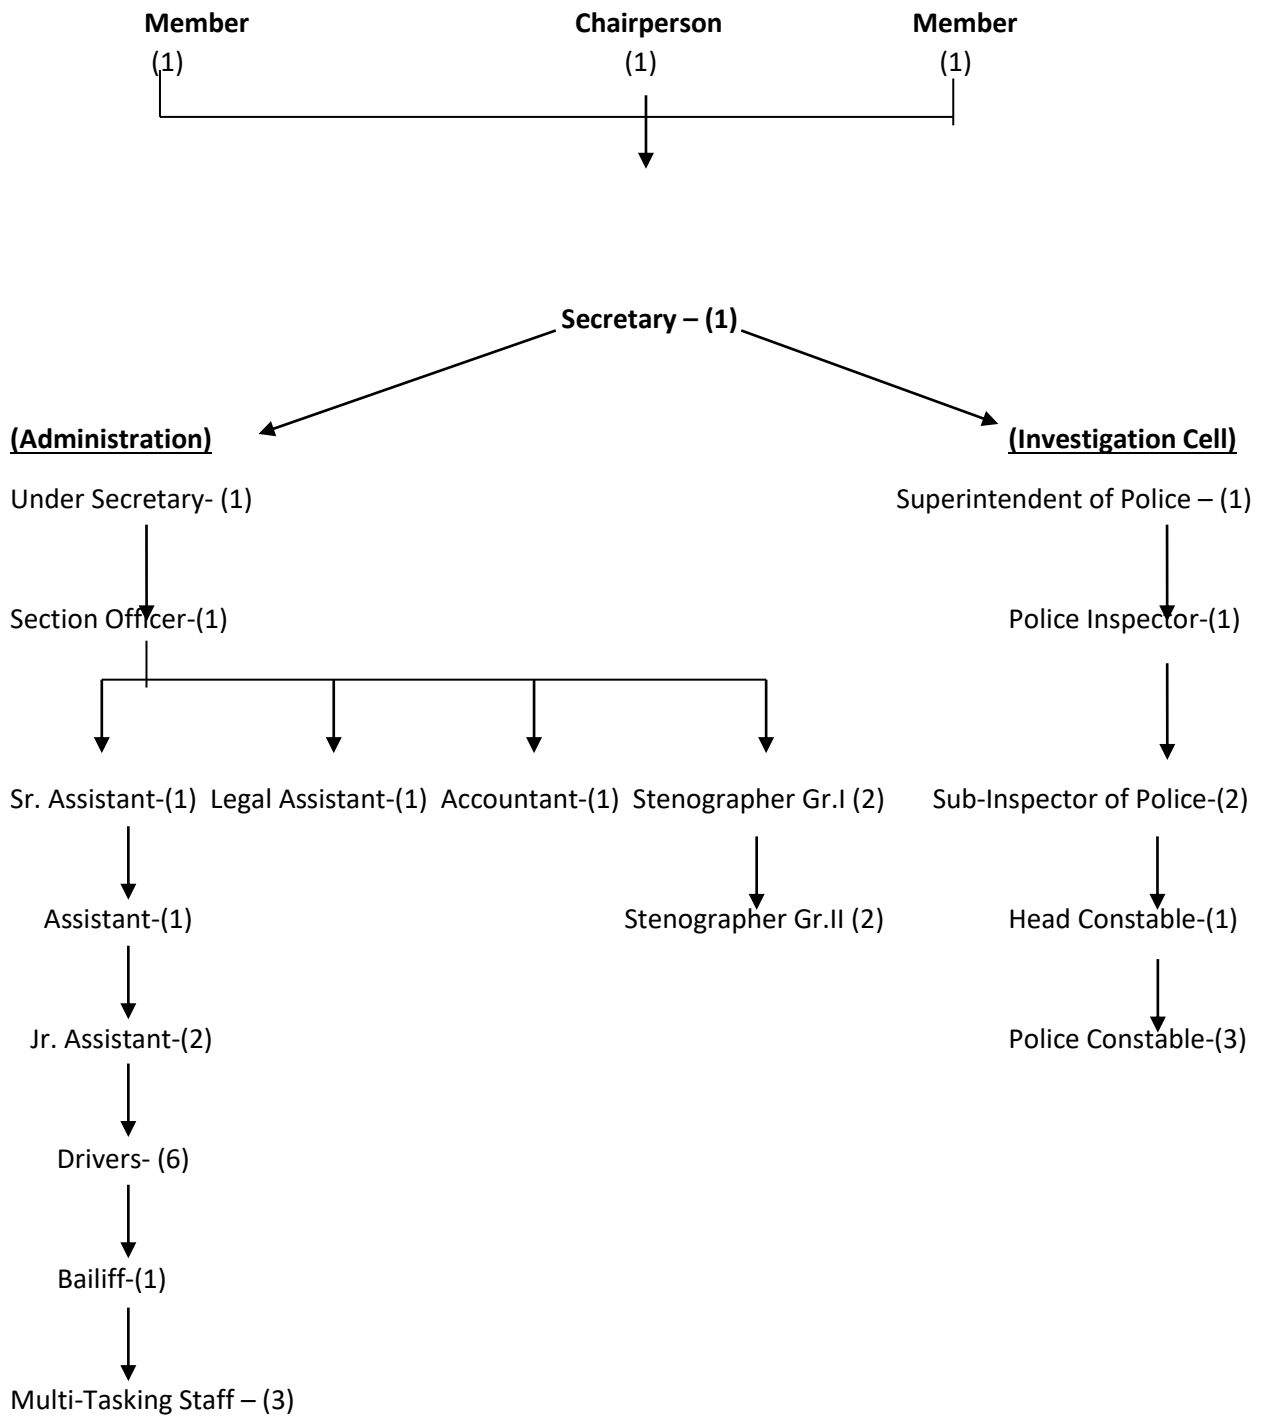 Member Chairperson Member
(1) (1) (1)
Secretary – (1)
(Administration) (Investigation Cell)
Under Secretary- (1) Superintendent of Police – (1)
Section Officer-(1) Police Inspector-(1)
Sr. Assistant-(1) Legal Assistant-(1) Accountant-(1) Stenographer Gr.I (2) Sub-Inspector of Police-(2)
Assistant-(1) Stenographer Gr.II (2) Head Constable-(1)
Jr. Assistant-(2) Police Constable-(3)
Drivers- (6)
Bailiff-(1)
Multi-Tasking Staff – (3)